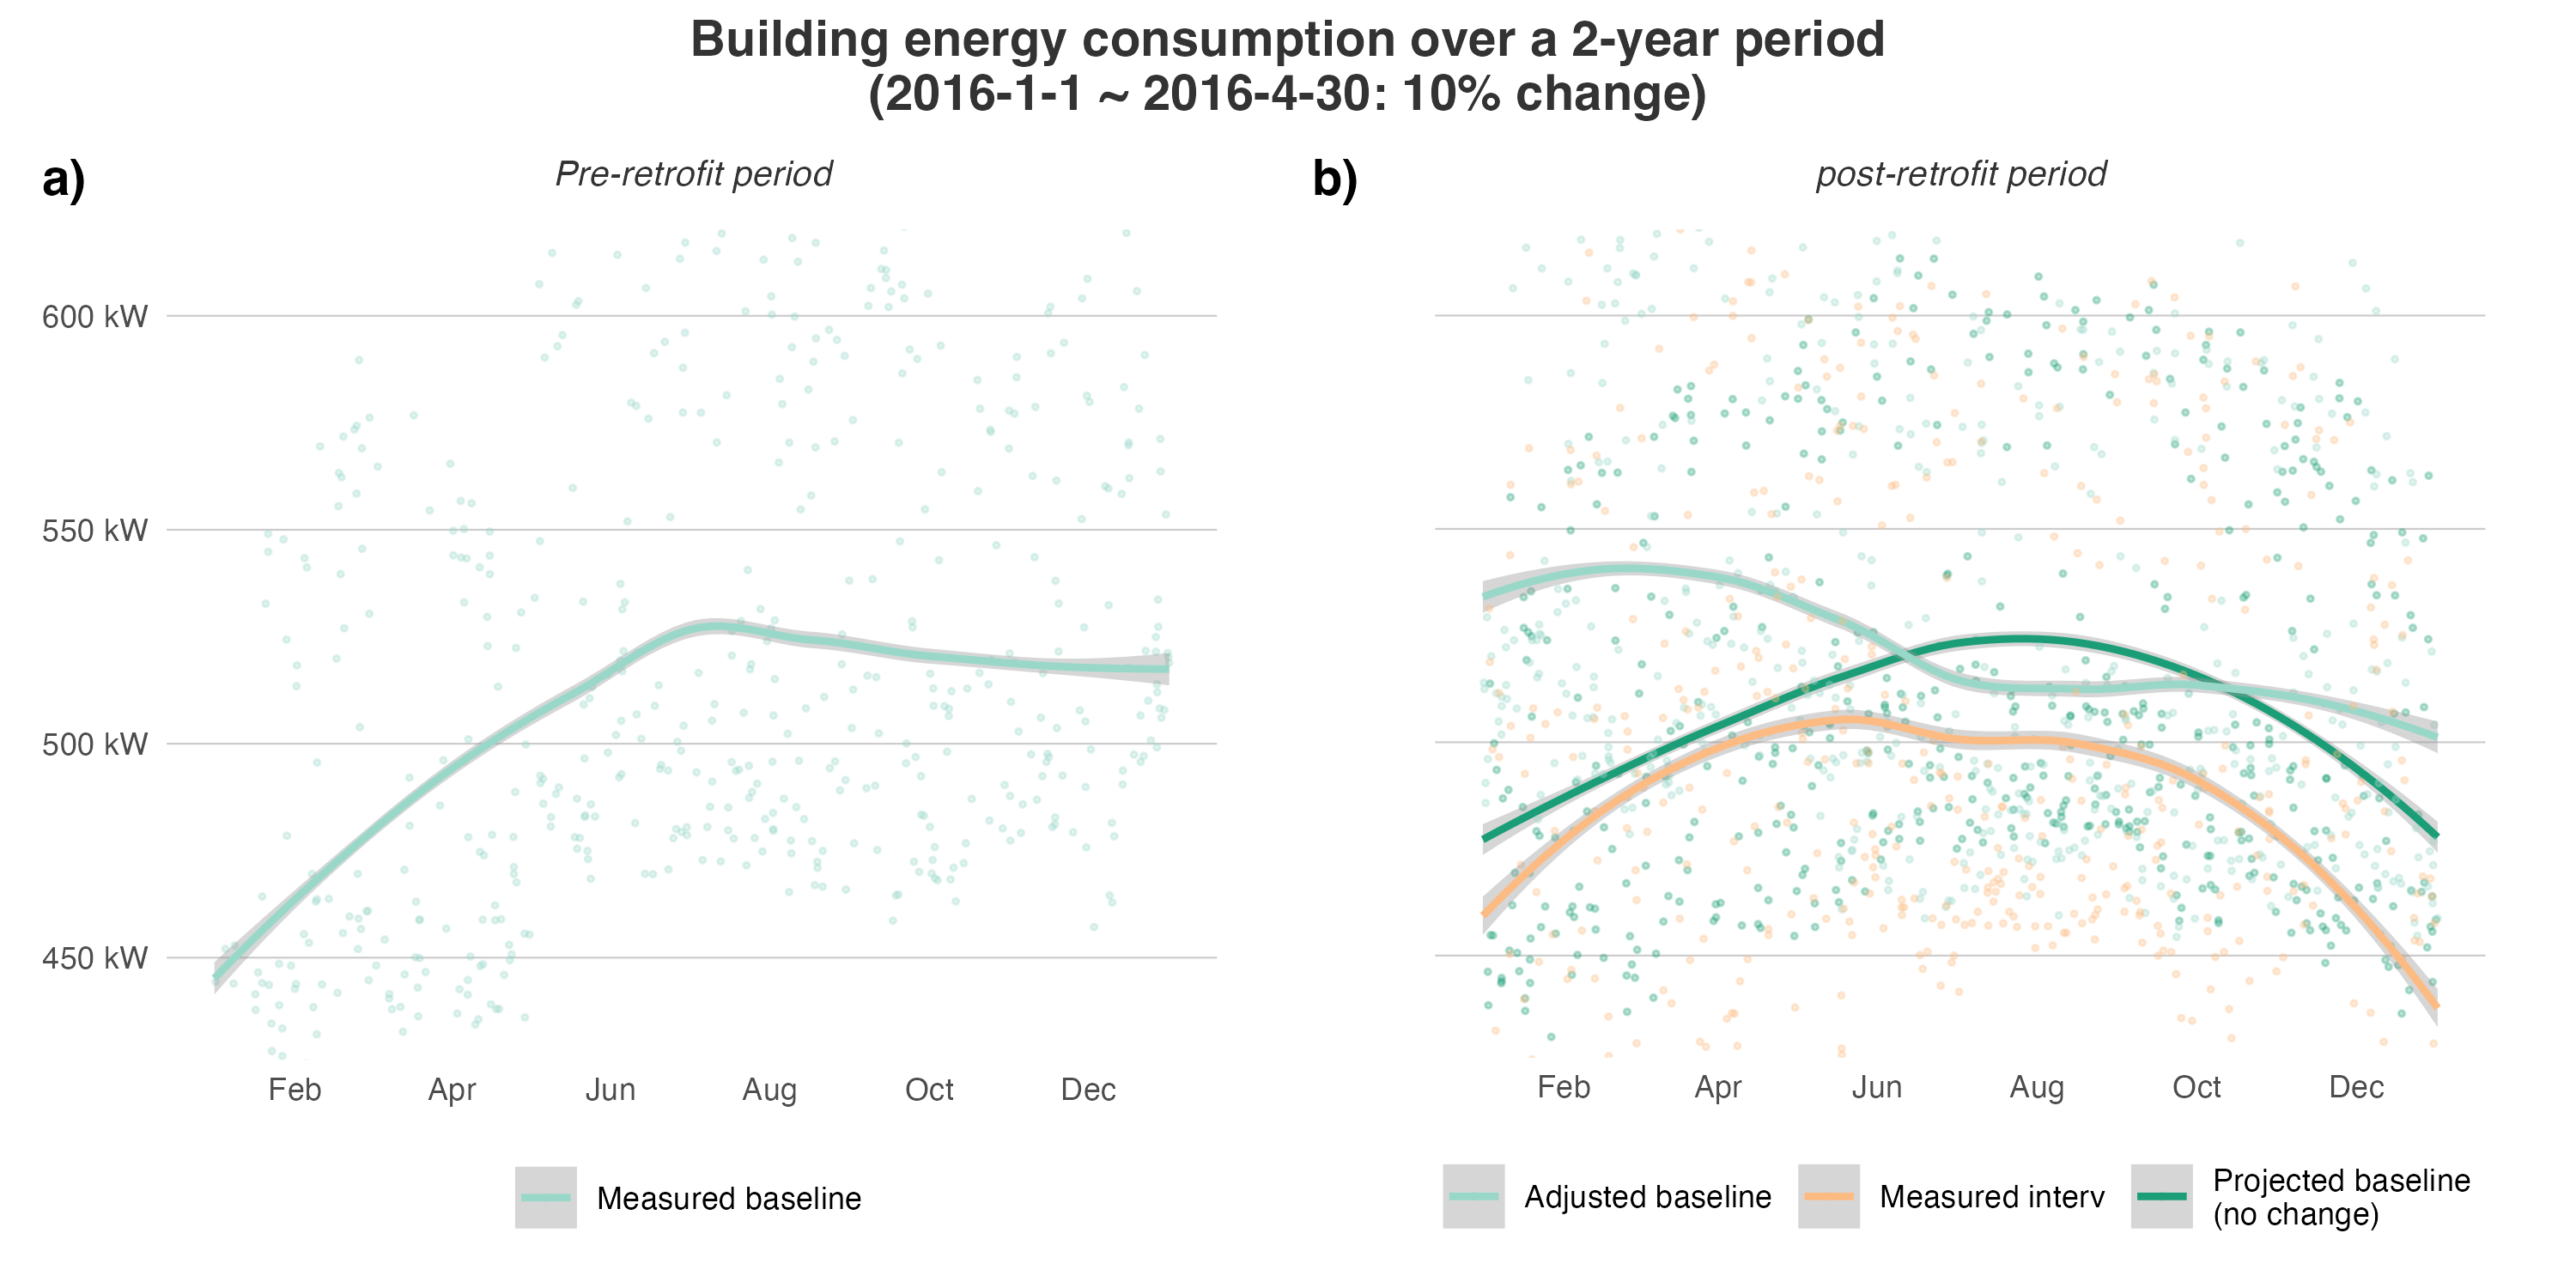 Building energy consumption over a 2-year period
(2016-1-1 ~ 2016-4-30: 10% change)
a)
Pre-retrofit period
600 kW
550 kW
500 kW
450 kW
Feb Apr Jun Aug Oct Dec
Measured baseline
b)
post-retrofit period
Feb Apr Jun Aug Oct Dec
Adjusted baseline
Measured interv
Projected baseline
(no change)